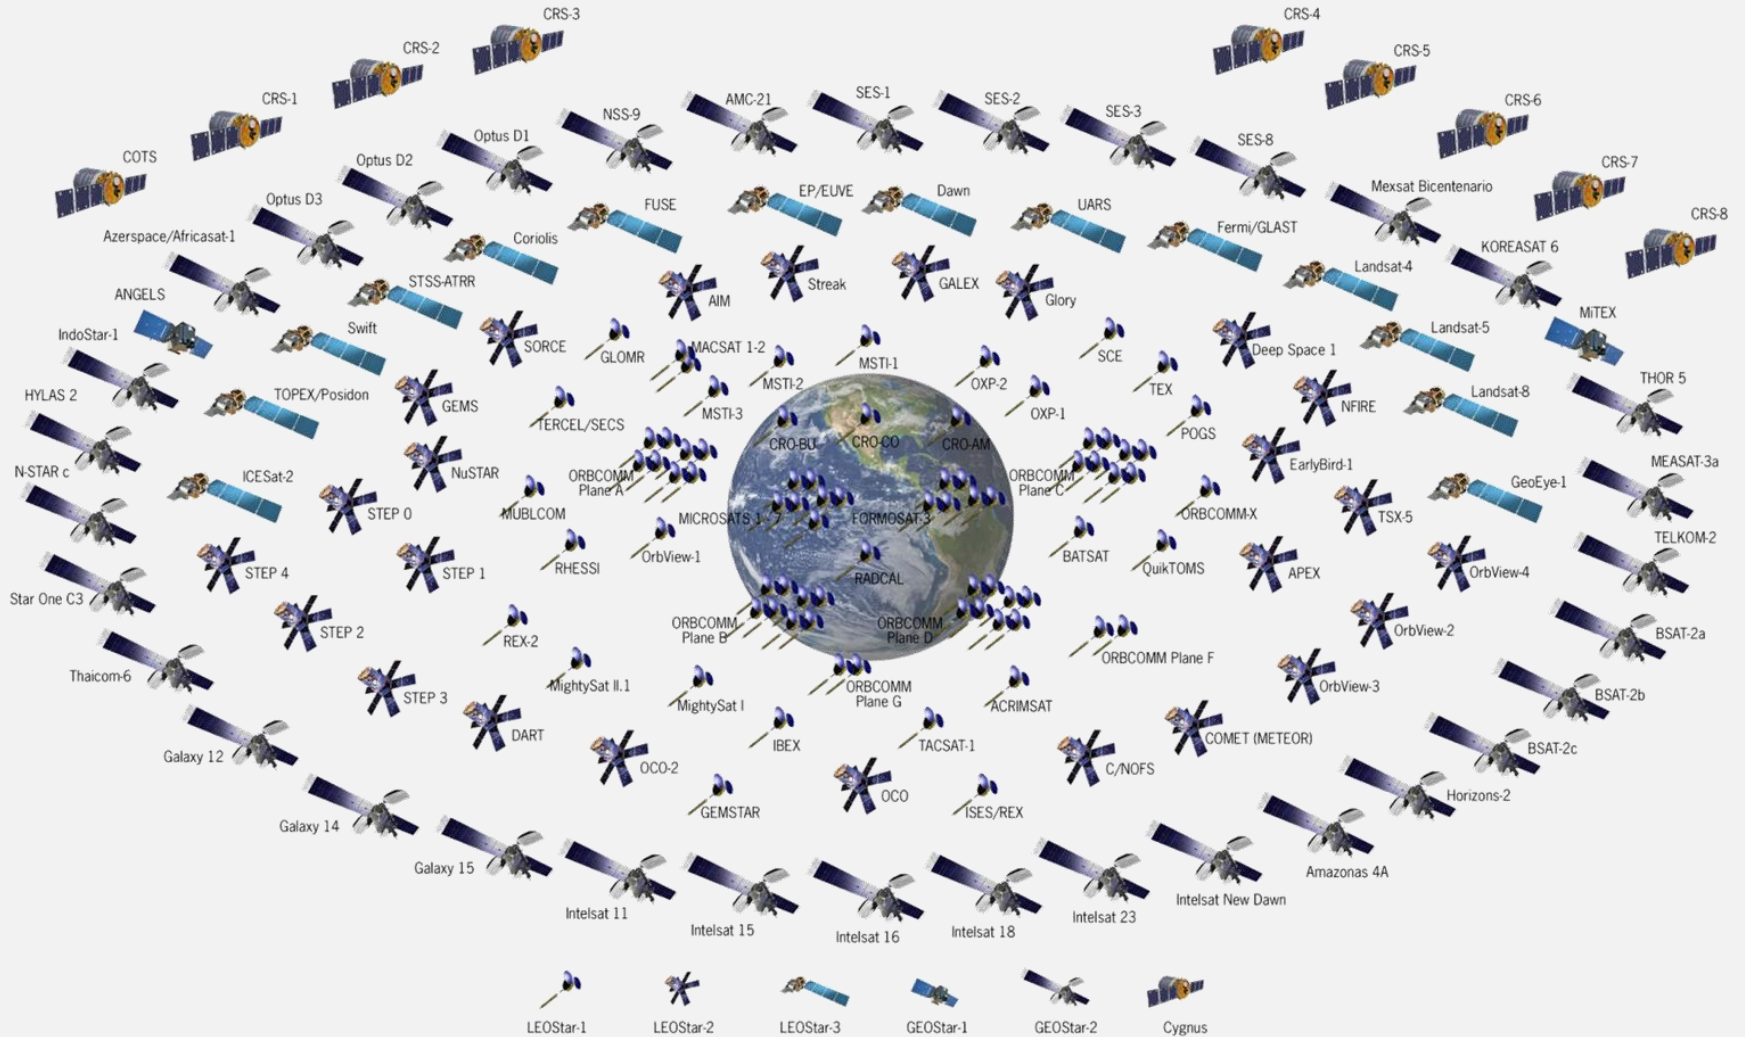 CRS-3
CRS-4
CRS-2
CRS-5
CRS-1
AMC-21
SES-1
SES-2
SES-3
CRS-6
NSS-9
Optus D1
SES-8
COTS
Optus D2
CRS-7
Mexsat Bicentenario
EP/EUVE
Dawn
Optus D3
FUSE
UARS
CRS-8
Fermi/GLAST
Azerspace/Africasat-1
Coriolis
KOREASAT 6
Landsat-4
STSS-ATRR
Streak
GALEX
ANGELS
AIM
Glory
MiTEX
Swift
Landsat-5
IndoStar-1
SORCE
GLOMR
MACSAT 1-2
SCE
Deep Space 1
MSTI-1
MSTI-2
OXP-2
TEX
THOR 5
HYLAS 2
TOPEX/Posidon
GEMS
MSTI-3
OXP-1
NFIRE
Landsat-8
TERCEL/SECS
POGS
CRO-BU
CRO-CO
CRO-AM
N-STAR c
ICESat-2
NuSTAR
ORBCOMM
Plane A
ORBCOMM
Plane C
EarlyBird-1
MEASAT-3a
GeoEye-1
STEP 0
MUBLCOM
MICROSATS 1 - 7
FORMOSAT-3
ORBCOMM-X
TSX-5
TELKOM-2
OrbView-1
BATSAT
STEP 4
STEP 1
RHESSI
RADCAL
QuikTOMS
APEX
OrbView-4
Star One C3
STEP 2
REX-2
ORBCOMM
Plane B
ORBCOMM
Plane D
OrbView-2
BSAT-2a
ORBCOMM Plane F
Thaicom-6
STEP 3
MightySat II.1
MightySat I
ORBCOMM
Plane G
ACRIMSAT
OrbView-3
BSAT-2b
DART
IBEX
TACSAT-1
COMET (METEOR)
BSAT-2c
Galaxy 12
OCO-2
C/NOFS
OCO
Horizons-2
GEMSTAR
ISES/REX
Galaxy 14
Galaxy 15
Amazonas 4A
Intelsat 11
Intelsat New Dawn
Intelsat 15
Intelsat 16
Intelsat 18
Intelsat 23
LEOStar-1
LEOStar-2
LEOStar-3
GEOStar-1
GEOStar-2
Cygnus